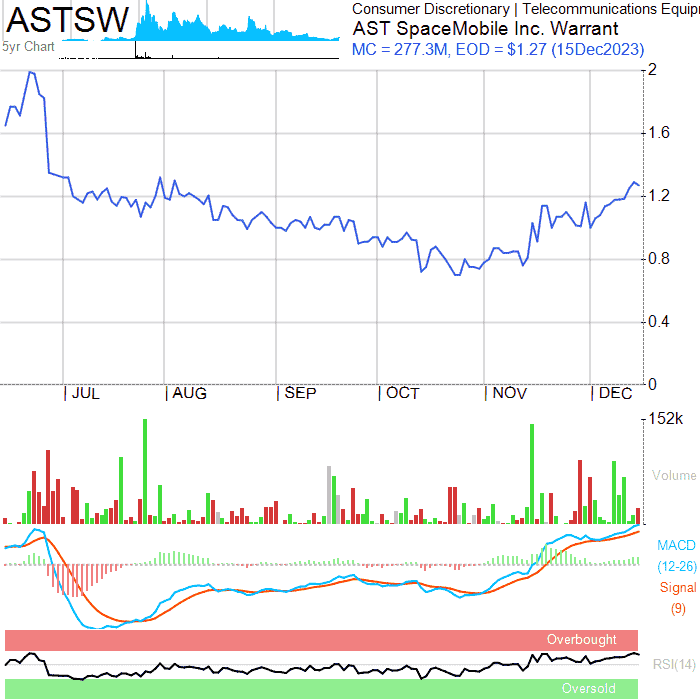 ASTSW
5yr Chart
Consumer Discretionary | Telecommunications Equip
AST SpaceMobile Inc. Warrant
MC = 277.3M, EOD = $1.27 (15Dec2023)
2
1.6
1.2
0.8
0.4
0
JUL AUG SEP OCT NOV DEC
152k
Volume
MACD
(12-26)
Signal
(9)
Overbought
RSI(14)
Oversold